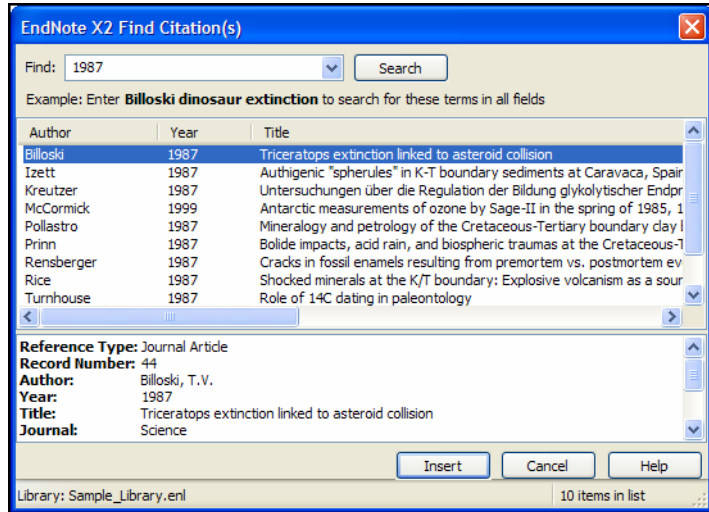 EndNote X2 Find Citation(s)
Find: 1987 Search
Example: Enter Billoski dinosaur extinction to search for these terms in all fields
Author Year Title
Billoski 1987 Triceratops extinction linked to asteroid collision
Izett 1987 Authigenic "spherules" in K-T boundary sediments at Caravaca, Spain
Kreutzer 1987 Untersuchungen über die Regulation der Bildung glykolytischer Endpr
McCormick 1999 Antarctic measurements of ozone by Sage-II in the spring of 1985, 1
Pollastro 1987 Mineralogy and petrology of the Cretaceous-Tertiary boundary clay
Prinn 1987 Bolide impacts, acid rain, and biospheric traumas at the Cretaceous-T
Rensberger 1987 Cracks in fossil enamels resulting from premortem vs. postmortem ev
Rice 1987 Shocked minerals at the K/T boundary: Explosive volcanism as a sour
Turnhouse 1987 Role of 14C dating in paleontology
Reference Type: Journal Article
Record Number: 44
Author: Billoski, T.V.
Year: 1987
Title: Triceratops extinction linked to asteroid collision
Journal: Science
Insert Cancel Help
Library: Sample_Library.enl 10 items in list